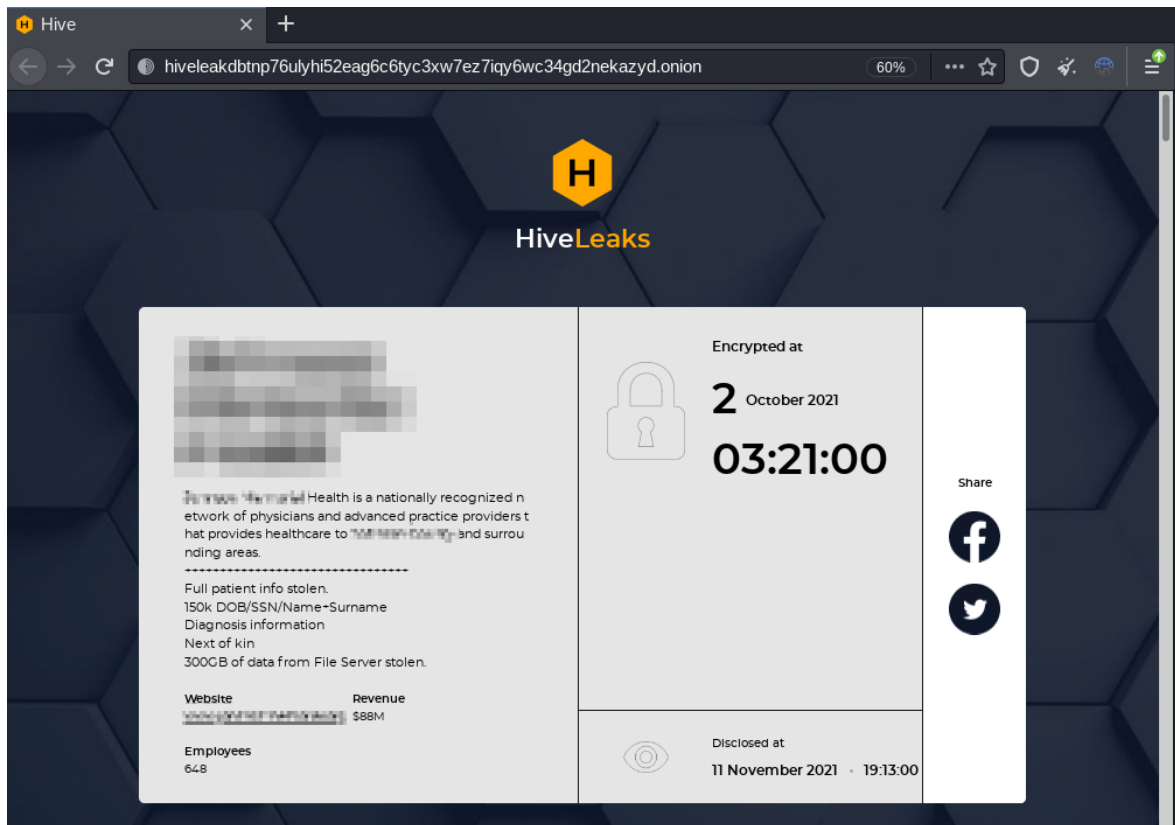 Hive
hiveleakdbtnp76ulyhi52eag6c6tyc3xw7ez7iqy6wc34gd2nekazyd.onion
60%
H
HiveLeaks
Health is a nationally recognized n
etwork of physicians and advanced practice providers t
hat provides healthcare to and surrou
nding areas.
++++++++++++++++++++++++++++++++++
Full patient info stolen.
150k DOB/SSN/Name+Surname
Diagnosis information
Next of kin
300GB of data from File Server stolen.
Website
Revenue
$88M
Employees
648
Encrypted at
2 October 2021
03:21:00
Disclosed at
11 November 2021 • 19:13:00
Share